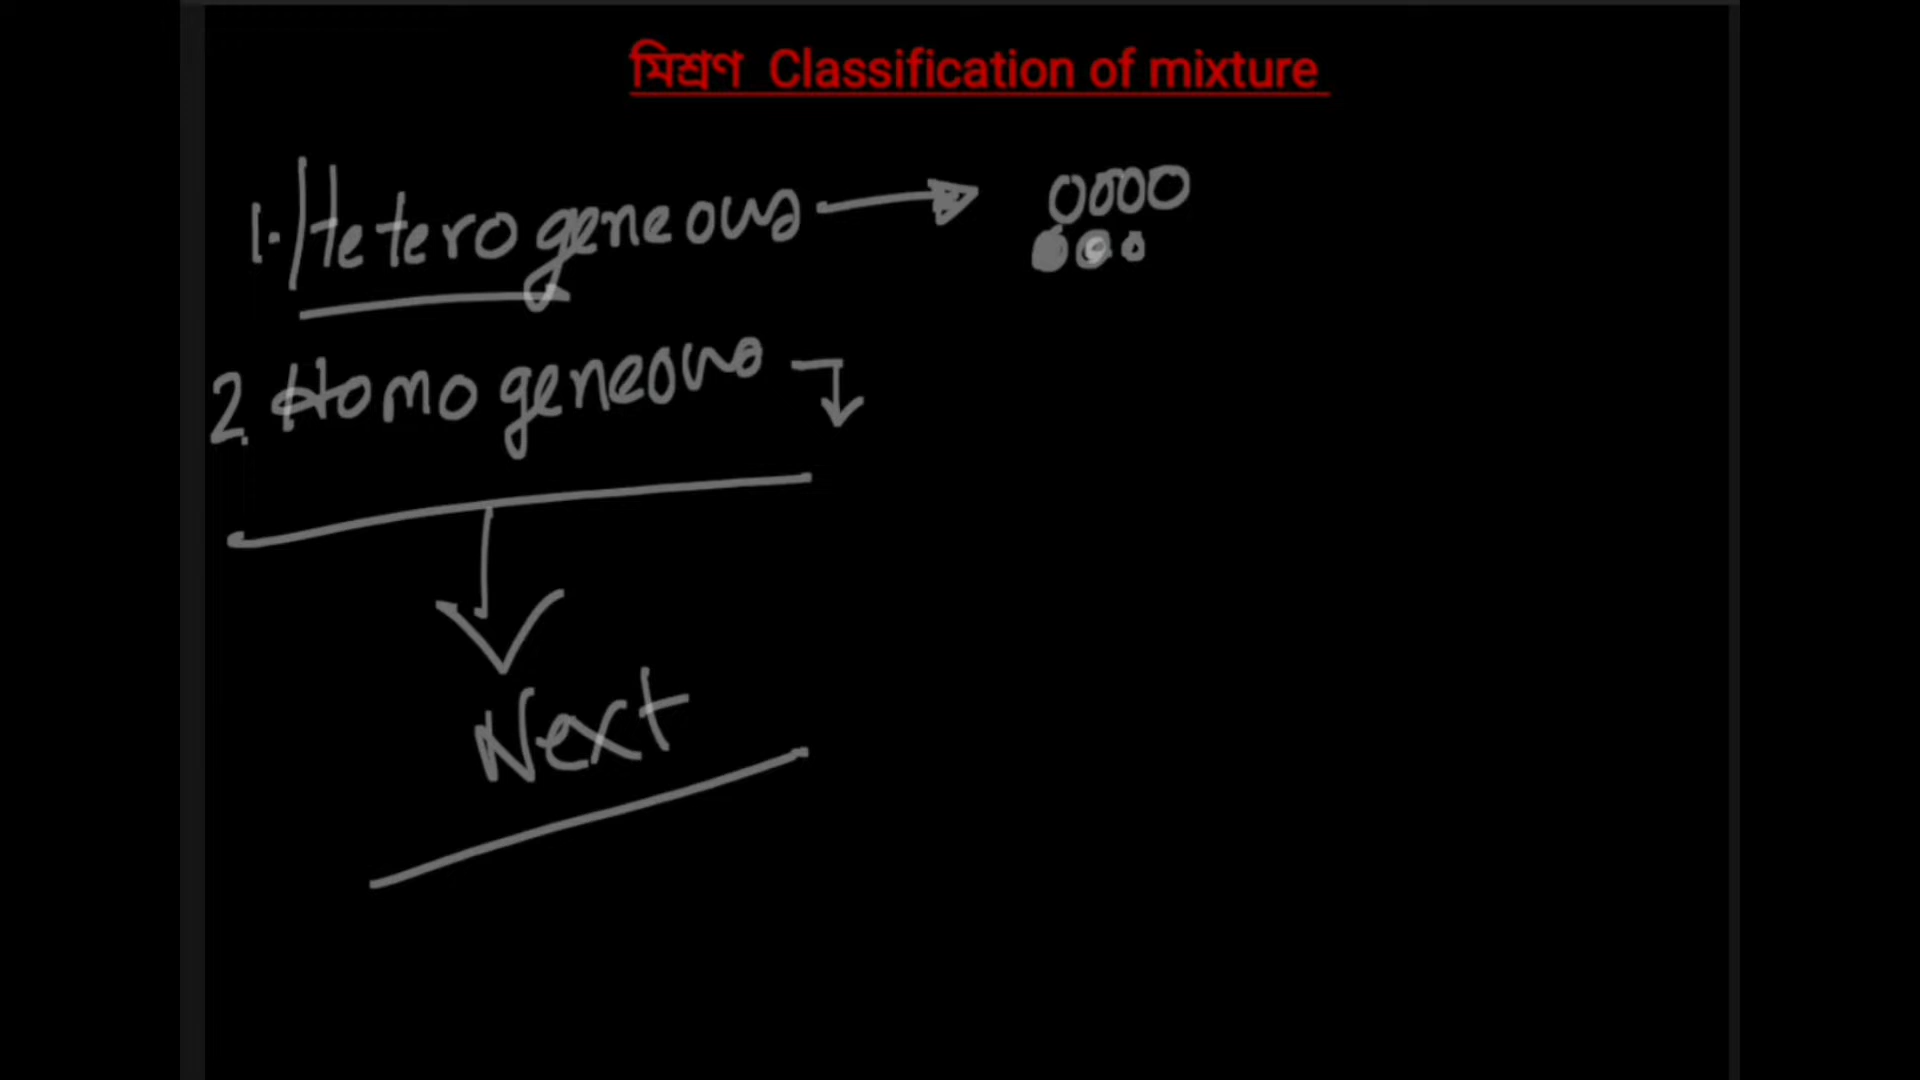 মিশ্রণ Classification of mixture
1. Heterogeneous
2. Homogeneous
Next